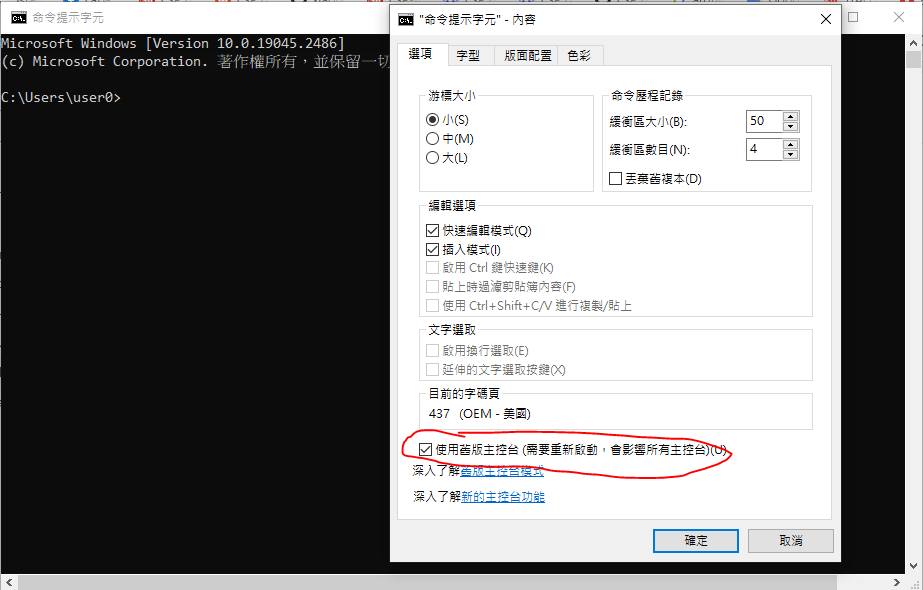 命令提示字元
Microsoft Windows [Version 10.0.19045.2486]
(c) Microsoft Corporation. 著作權所有，並保留一切
C:\Users\user0>
"命令提示字元" - 內容
選項
字型
版面配置
色彩
游標大小
小(S)
中(M)
大(L)
命令歷程記錄
緩衝區大小(B):
50
緩衝區數目(N):
4
丟棄舊複本(D)
編輯選項
快速編輯模式(Q)
插入模式(I)
啟用 Ctrl 鍵快速鍵(K)
貼上時過濾剪貼簿內容(F)
使用 Ctrl+Shift+C/V 進行複製/貼上
文字選取
啟用換行選取(E)
延伸的文字選取按鍵(X)
目前的字碼頁
437 (OEM - 美國)
使用舊版主控台 (需要重新啟動，會影響所有主控台)(U)
深入了解舊版主控台模式
深入了解新的主控台功能
確定
取消